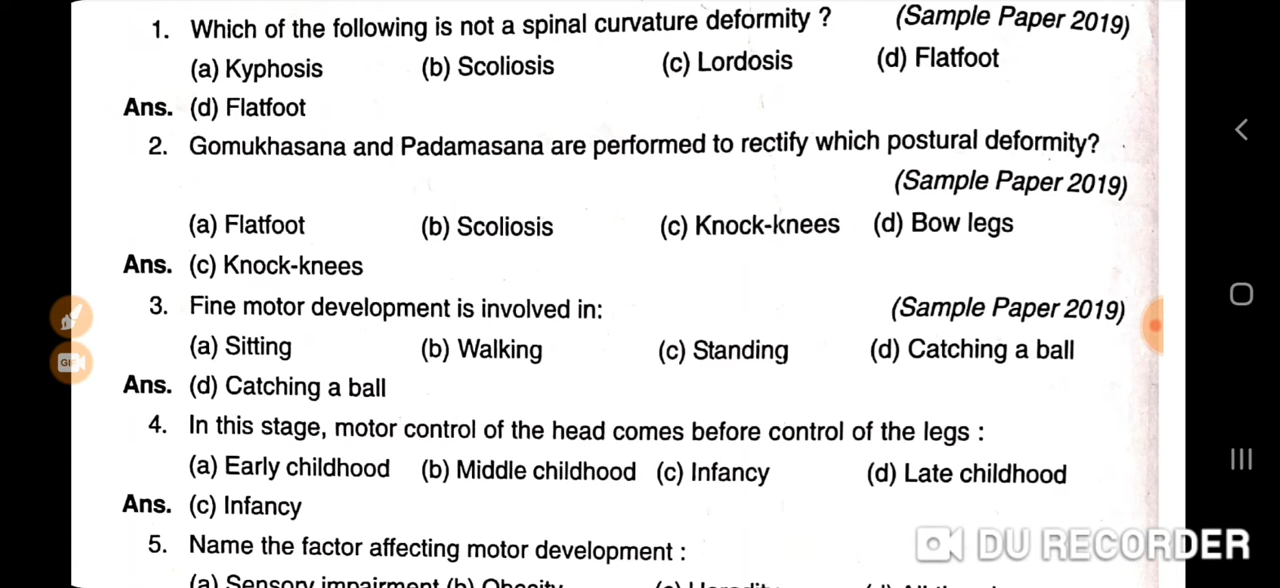 1. Which of the following is not a spinal curvature deformity ? (Sample Paper 2019)
(a) Kyphosis (b) Scoliosis (c) Lordosis (d) Flatfoot
Ans. (d) Flatfoot
2. Gomukhasana and Padamasana are performed to rectify which postural deformity?
(Sample Paper 2019)
(a) Flatfoot (b) Scoliosis (c) Knock-knees (d) Bow legs
Ans. (c) Knock-knees
3. Fine motor development is involved in: (Sample Paper 2019)
(a) Sitting (b) Walking (c) Standing (d) Catching a ball
Ans. (d) Catching a ball
4. In this stage, motor control of the head comes before control of the legs :
(a) Early childhood (b) Middle childhood (c) Infancy (d) Late childhood
Ans. (c) Infancy
5. Name the factor affecting motor development :
(a) Sensory impairment (b) Obesity
DU RECORDER